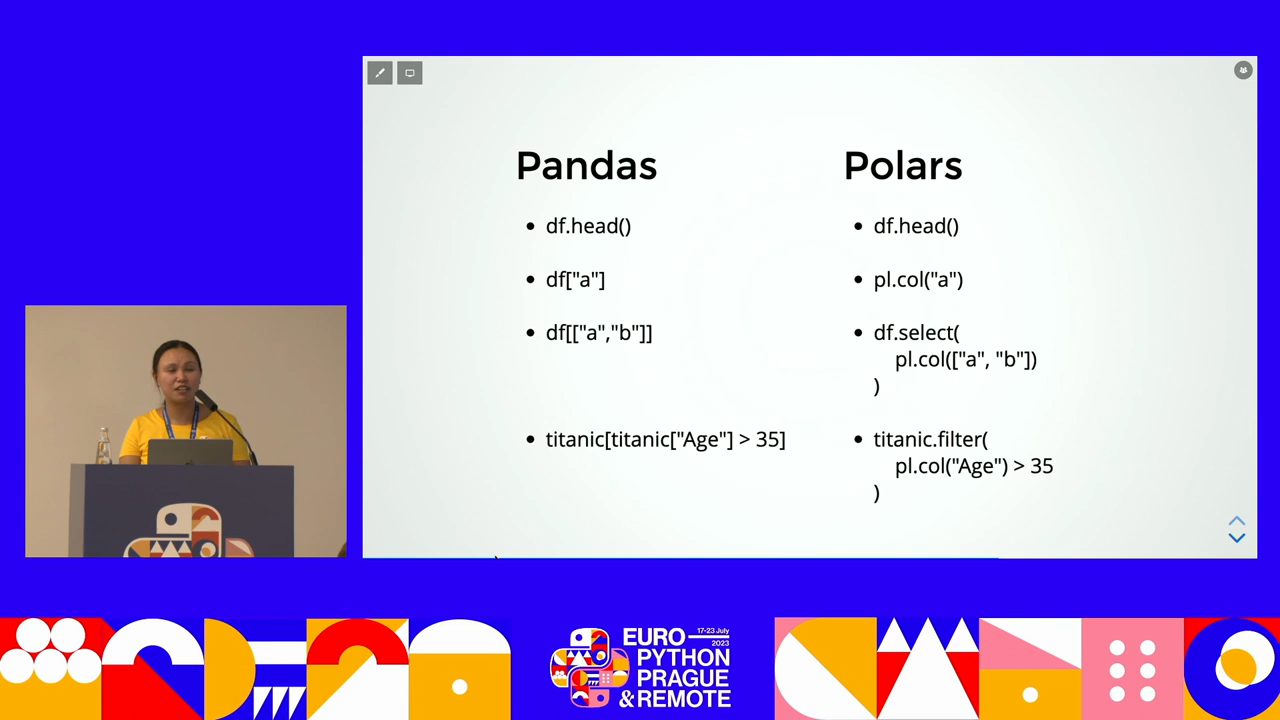 Pandas
df.head()
df["a"]
df[["a","b"]]
titanic[titanic["Age"] > 35]
Polars
df.head()
pl.col("a")
df.select(
pl.col(["a", "b"])
)
titanic.filter(
pl.col("Age") > 35
)
EURO
17-23 July
2023
PYTHON
PRAGUE
& REMOTE